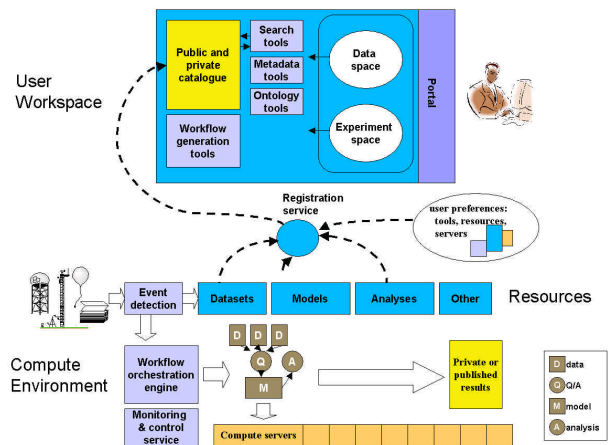 User
Workspace
Public and
private
catalogue
Search
tools
Metadata
tools
Ontology
tools
Workflow
generation
tools
Data
space
Experiment
space
Portal
Registration
service
user preferences:
tools, resources,
servers
Event
detection
Datasets
Models
Analyses
Other
Resources
Compute
Environment
Workflow
orchestration
engine
Monitoring
& control
service
D D D
Q A
M
Private or
published
results
D data
Q Q/A
M model
A analysis
Compute servers